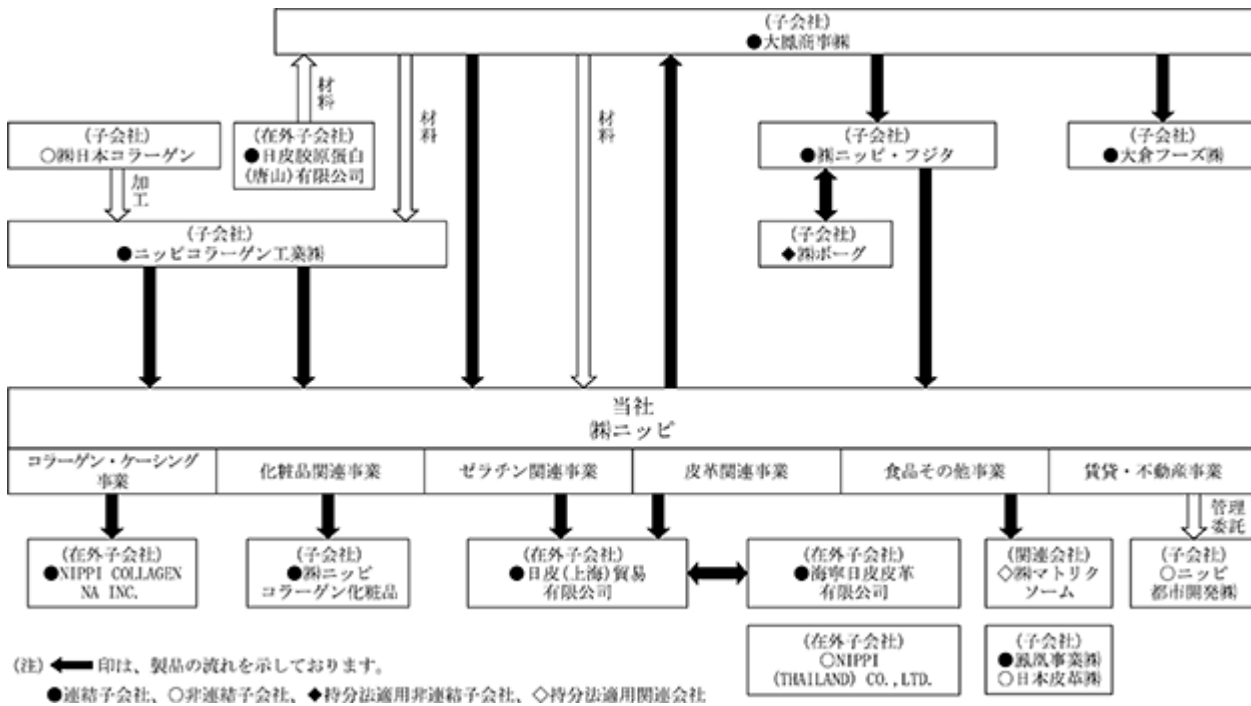 (子会社)
●大鳳商事㈱
材料
材料
材料
(子会社)
○㈱日本コラーゲン
(在外子会社)
●日皮胶原蛋白
(唐山)有限公司
(子会社)
●㈱ニッピ・フジタ
(子会社)
●大倉フーズ㈱
加工
(子会社)
●ニッピコラーゲン工業㈱
(子会社)
◆㈱ボーグ
当社
㈱ニッピ
コラーゲン・ケーシング
事業
化粧品関連事業
ゼラチン関連事業
皮革関連事業
食品その他事業
賃貸・不動産事業
管理
委託
(在外子会社)
●NIPPI COLLAGEN
NA INC.
(子会社)
●㈱ニッピ
コラーゲン化粧品
(在外子会社)
●日皮(上海)貿易
有限公司
(在外子会社)
●海寧日皮皮革
有限公司
(関連会社)
◇㈱マトリク
ソーム
(子会社)
○ニッピ
都市開発㈱
(在外子会社)
○NIPPI
(THAILAND) CO.,LTD.
(子会社)
●鳳凰事業㈱
○日本皮革㈱
(注) ⬅印は、製品の流れを示しております。
●連結子会社、○非連結子会社、◆持分法適用非連結子会社、◇持分法適用関連会社